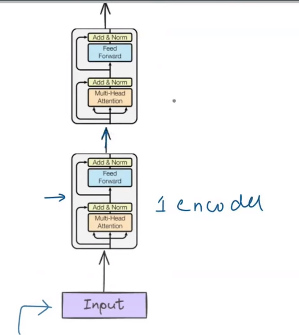 Add & Norm
Feed
Forward
Add & Norm
Multi-Head
Attention
Add & Norm
Feed
Forward
1 encoder
Add & Norm
Multi-Head
Attention
Input